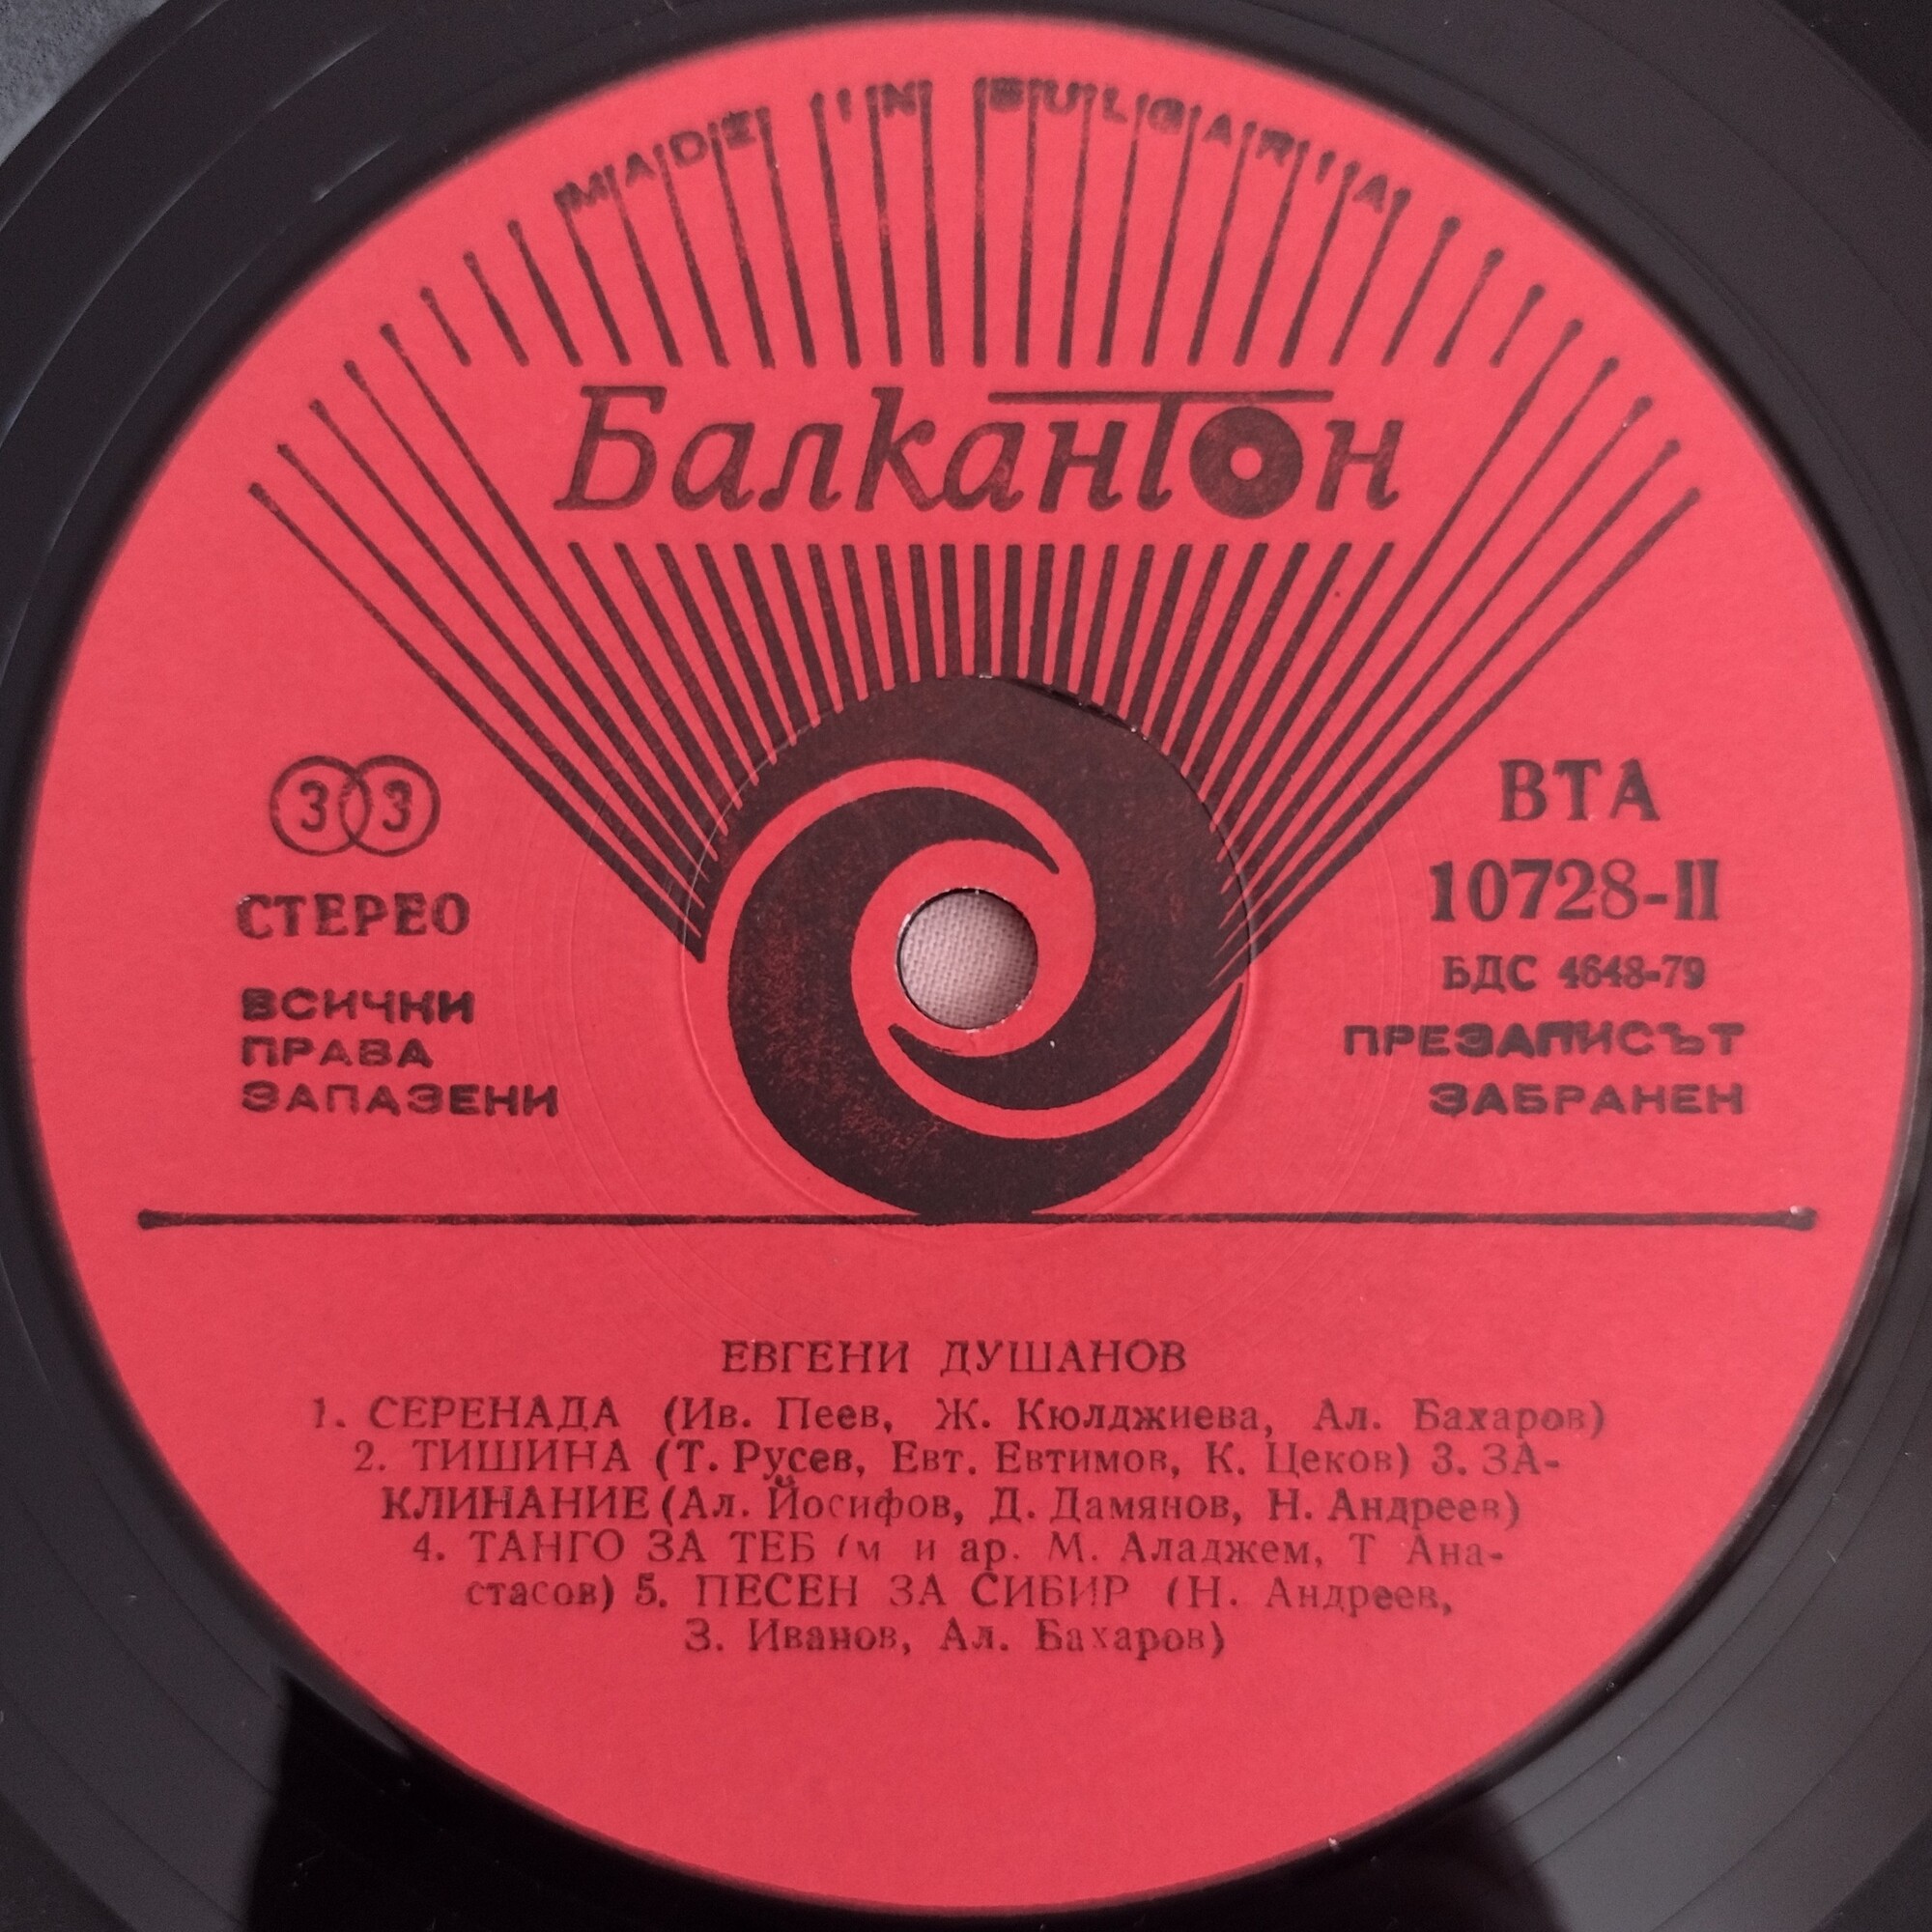 MADE IN BULGARIA
Балкантон
33
СТЕРЕО
ВСИЧКИ
ПРАВА
ЗАПАЗЕНИ
ВТА
10728-II
БДС 4648-79
ПРЕЗАПИСЪТ
ЗАБРАНЕН
ЕВГЕНИ ДУШАНОВ
1. СЕРЕНАДА (Ив. Пеев, Ж. Кюлджиева, Ал. Бахаров)
2. ТИШИНА (Т. Русев, Евт. Евтимов, К. Цеков) 3. ЗА-
КЛИНАНИЕ (Ал. Йосифов, Д. Дамянов, Н. Андреев)
4. ТАНГО ЗА ТЕБ (м и ар. М. Аладжем, Т Ана-
стасов) 5. ПЕСЕН ЗА СИБИР (Н. Андреев,
З. Иванов, Ал. Бахаров)